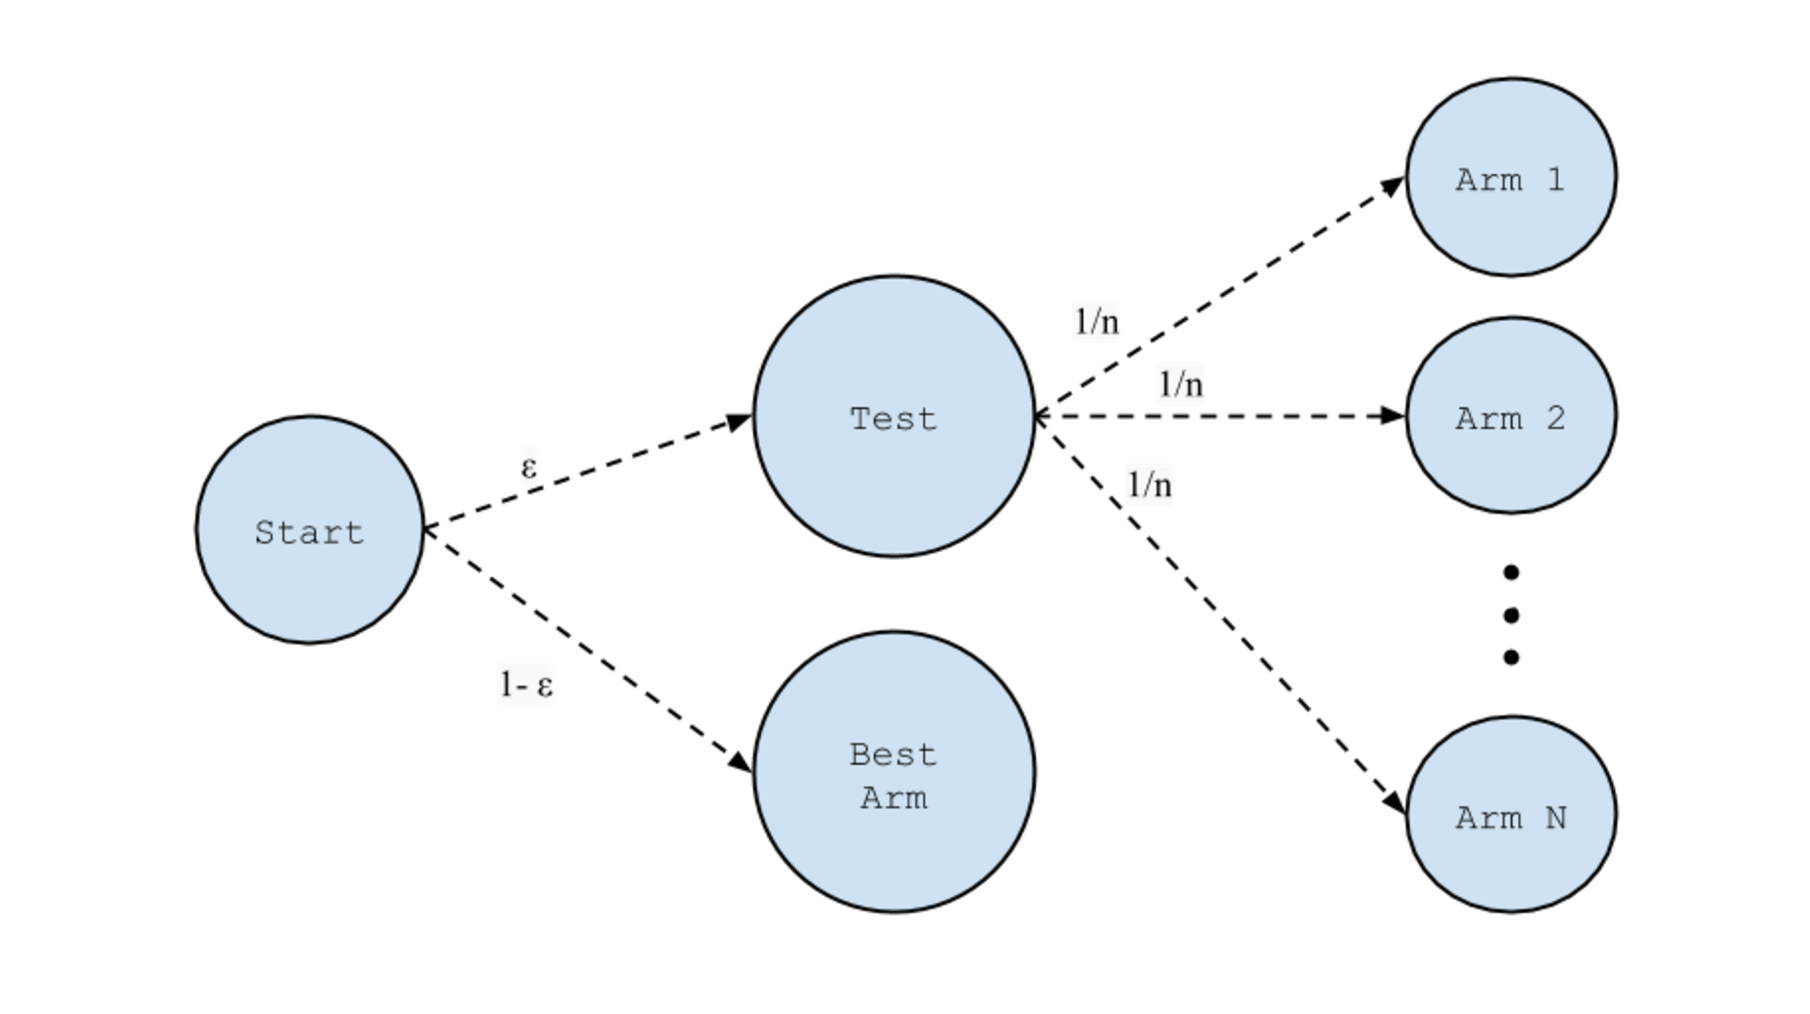 Start
ε
1- ε
Test
Best
Arm
1/n
1/n
1/n
Arm 1
Arm 2
Arm N